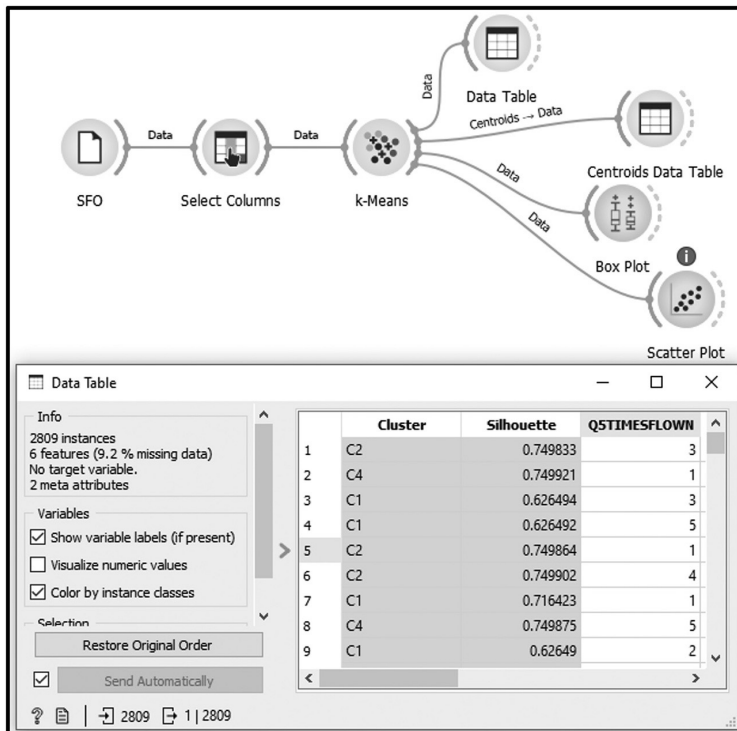 Data
Data Table
Centroids → Data
Data
Data
Data
Data
Centroids Data Table
SFO
Select Columns
k-Means
Box Plot
Scatter Plot
Data Table
Info
2809 instances
6 features (9.2 % missing data)
No target variable.
2 meta attributes
Variables
Show variable labels (if present)
Visualize numeric values
Color by instance classes
Selection
Restore Original Order
Send Automatically
? 2809 1 | 2809
Cluster Silhouette Q5TIMESFLOWN
1 C2 0.749833 3
2 C4 0.749921 1
3 C1 0.626494 3
4 C1 0.626492 5
5 C2 0.749864 1
6 C2 0.749902 4
7 C1 0.716423 1
8 C4 0.749875 5
9 C1 0.62649 2